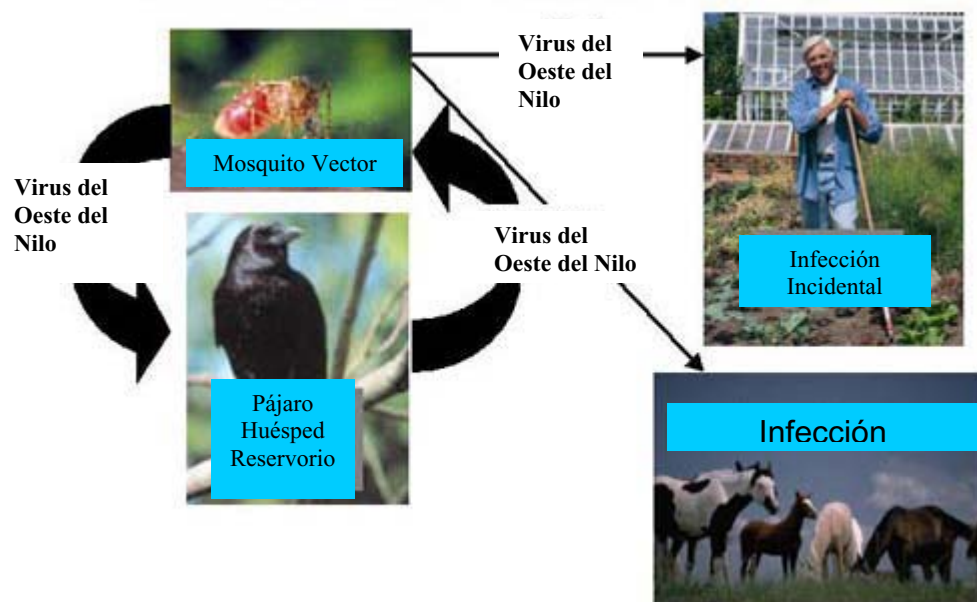 Virus del
Oeste del
Nilo
Mosquito Vector
Virus del
Oeste del
Nilo
Virus del
Oeste del Nilo
Infección
Incidental
Pájaro
Huésped
Reservorio
Infección